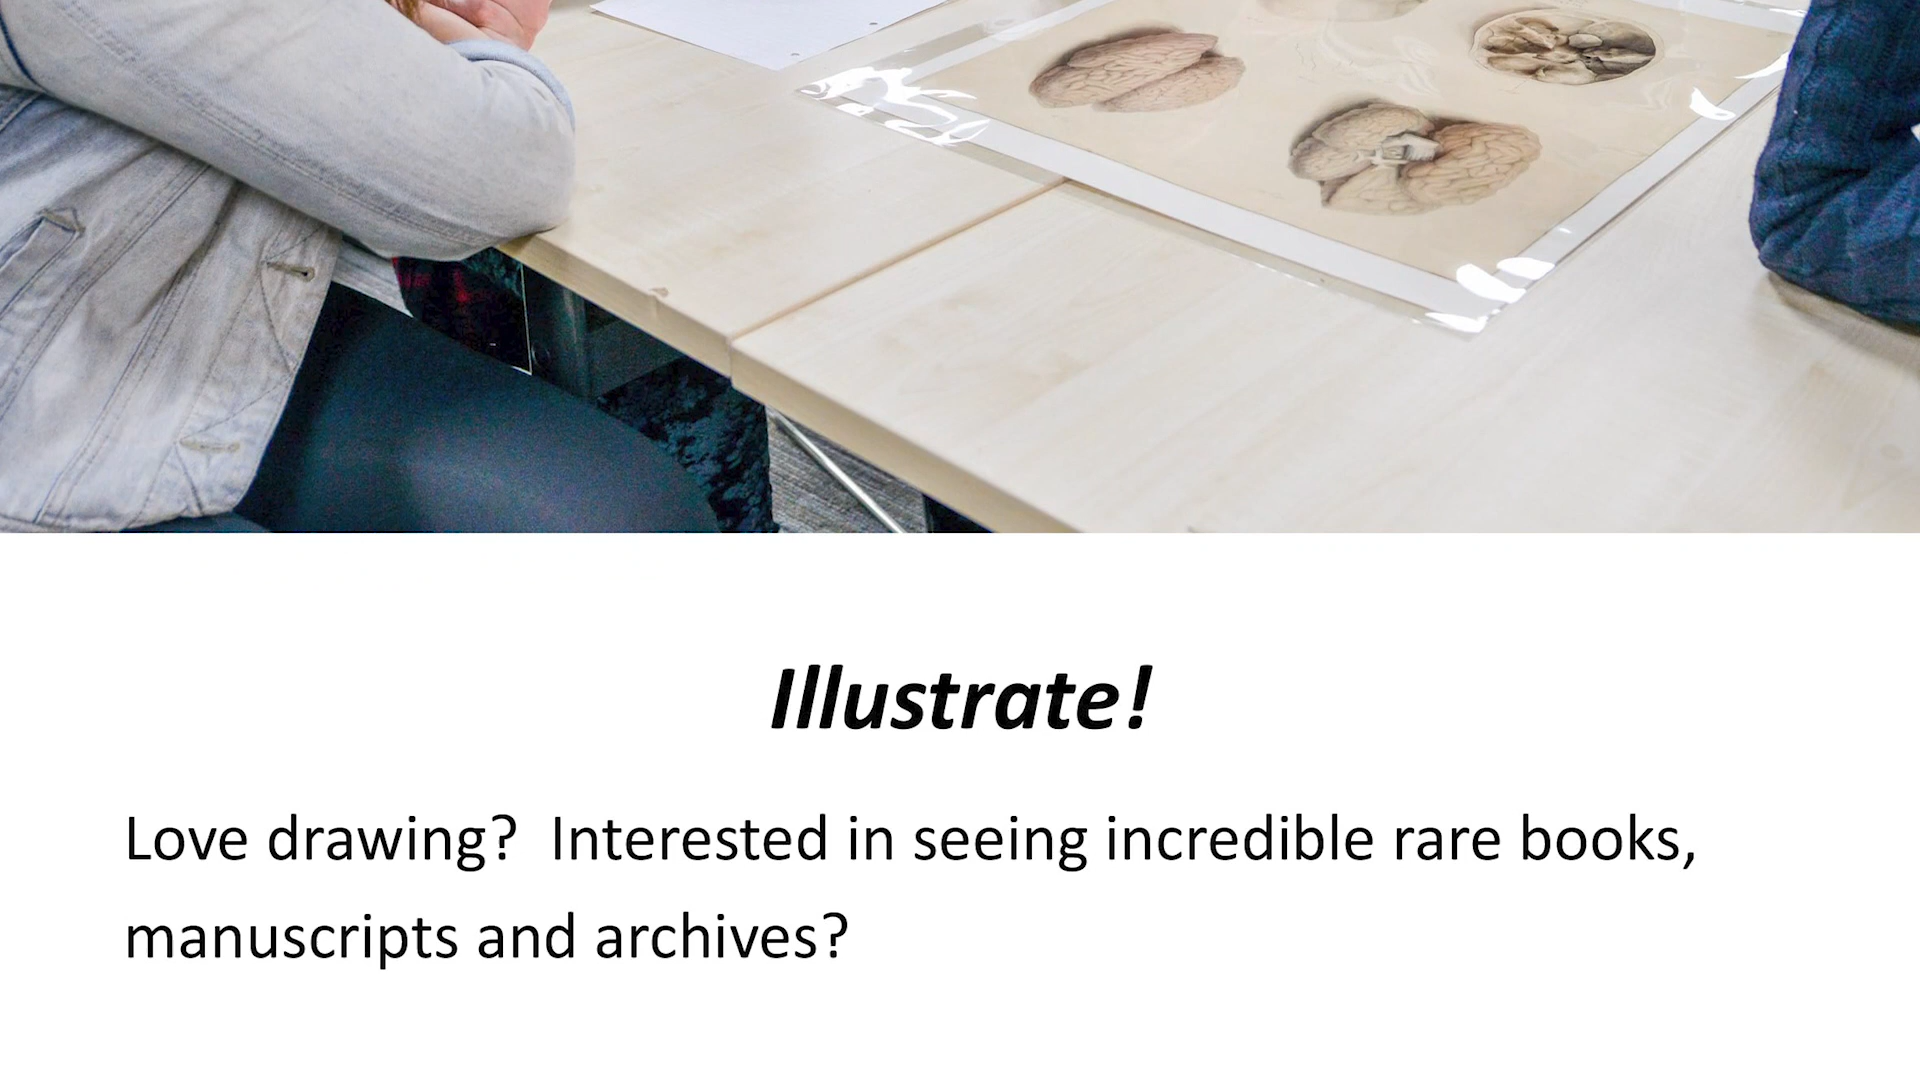 Illustrate!
Love drawing?  Interested in seeing incredible rare books,
manuscripts and archives?